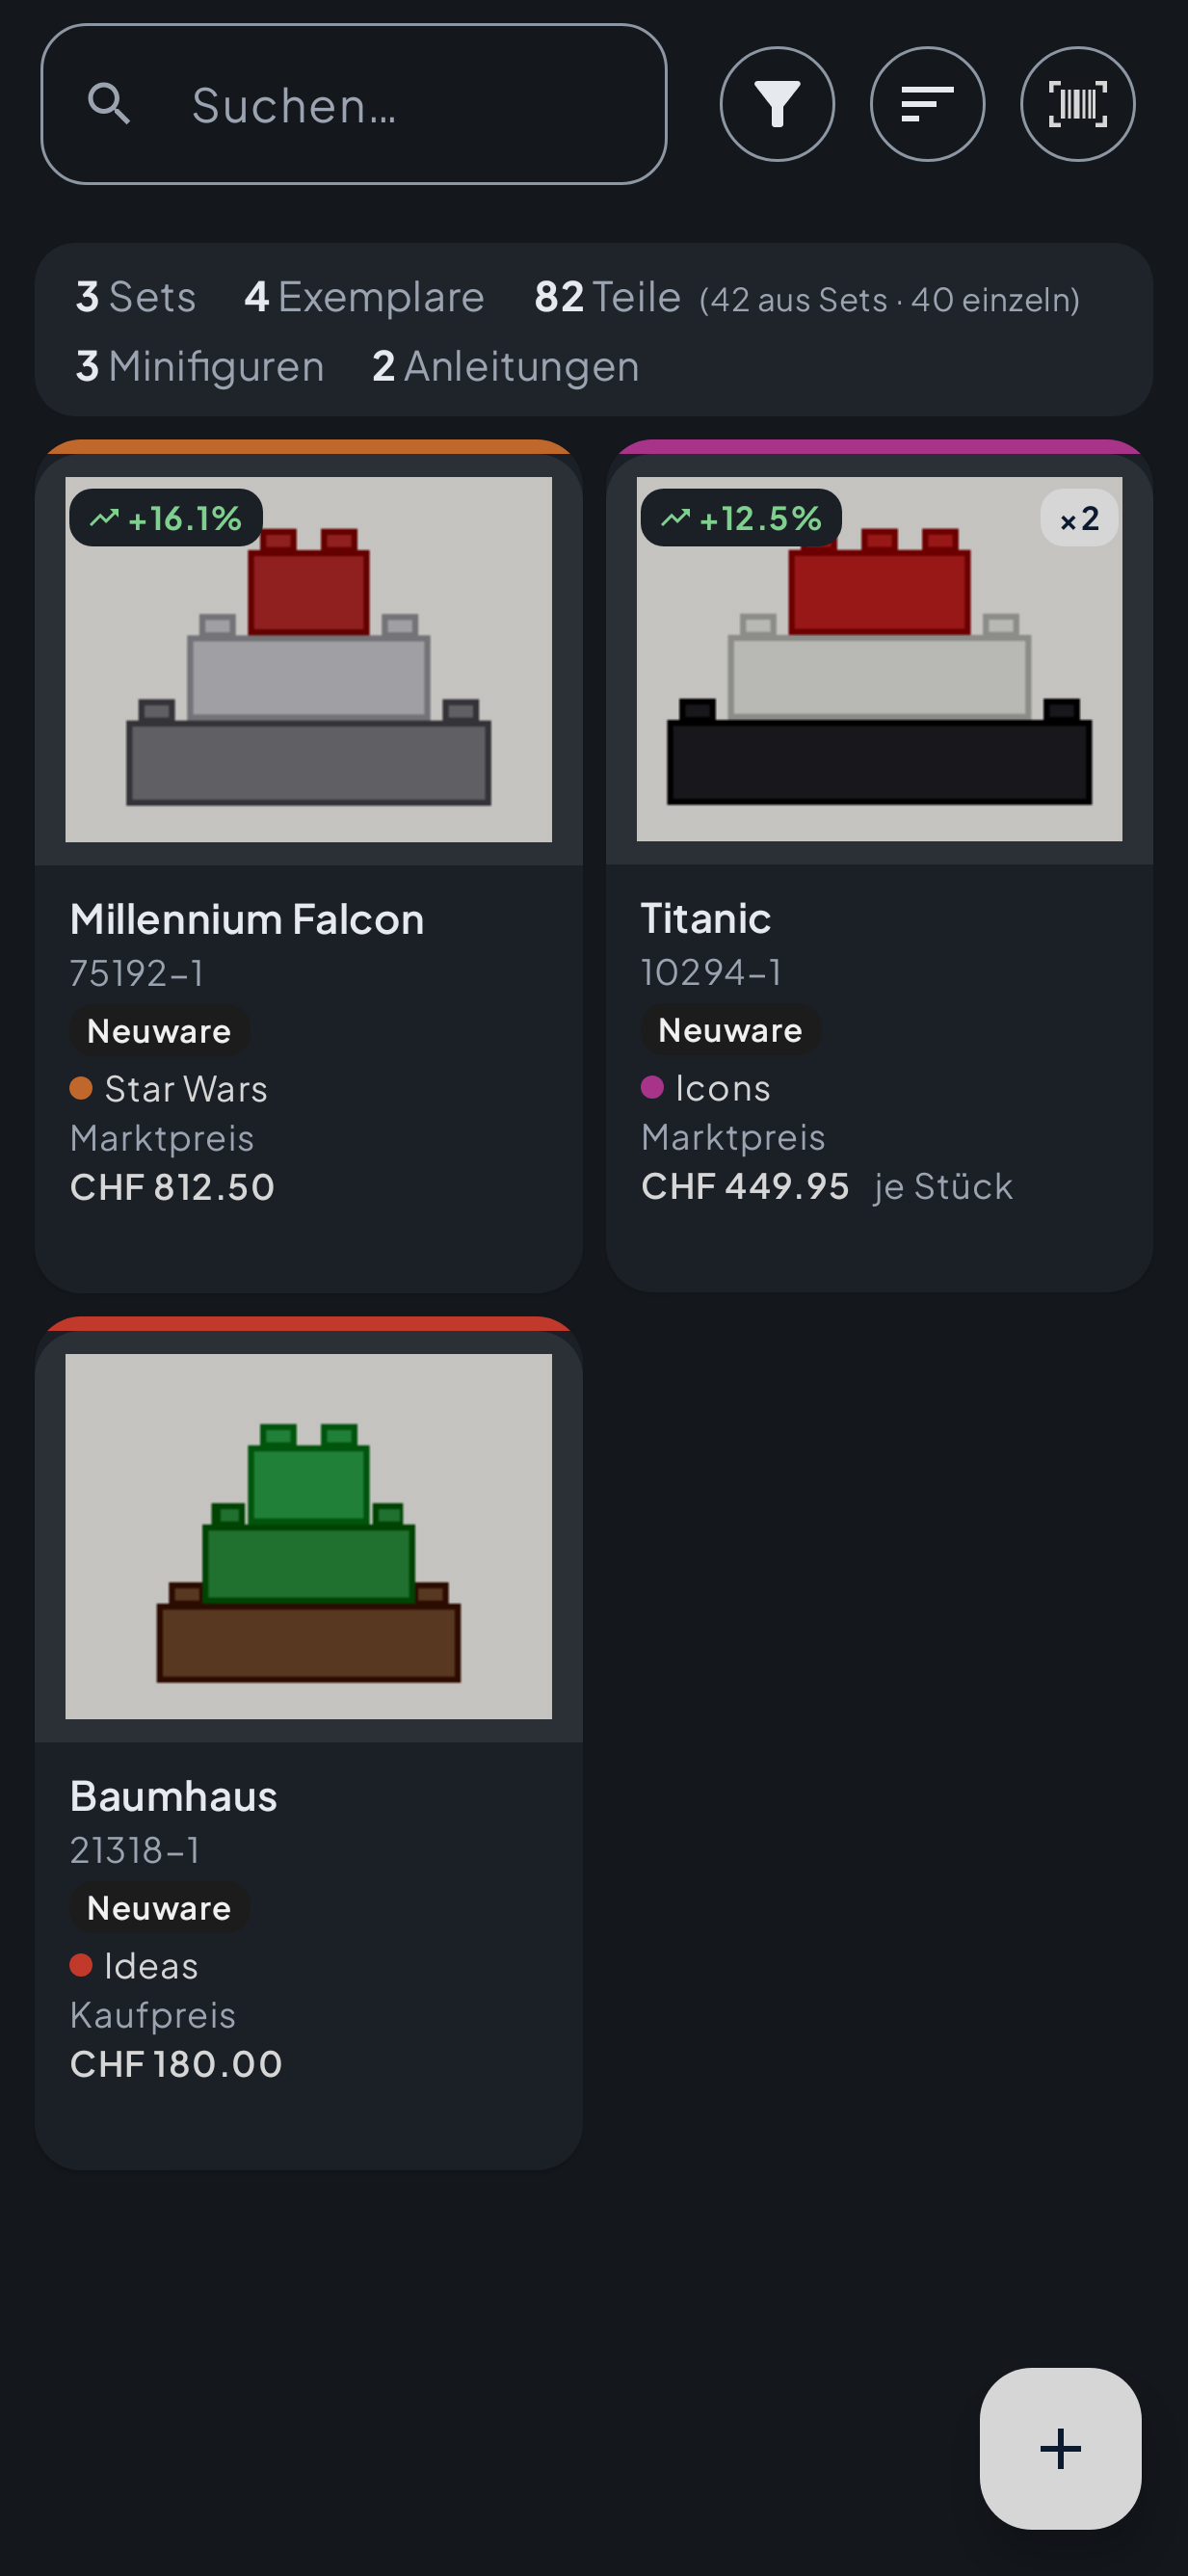 Suchen…
3 Sets 4 Exemplare 82 Teile (42 aus Sets · 40 einzeln)
3 Minifiguren 2 Anleitungen
+16.1%
Millennium Falcon
75192-1
Neuware
Star Wars
Marktpreis
CHF 812.50
+12.5%
×2
Titanic
10294-1
Neuware
Icons
Marktpreis
CHF 449.95 je Stück
Baumhaus
21318-1
Neuware
Ideas
Kaufpreis
CHF 180.00